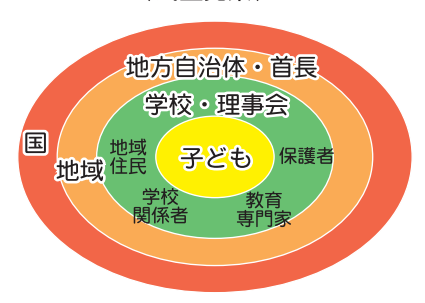 地方自治体・首長
学校・理事会
国
地域
地域
住民
子ども
保護者
学校
関係者
教育
専門家